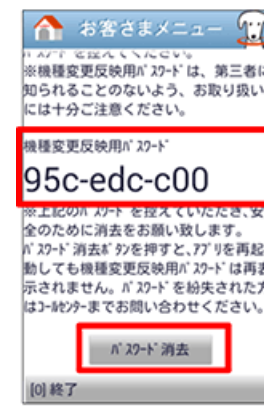 お客さまメニュー
ﾊﾟｽﾜｰﾄﾞを控えてください。
※機種変更反映用ﾊﾟｽﾜｰﾄﾞは、第三者に
知られることのないよう、お取り扱い
には十分ご注意ください。
機種変更反映用ﾊﾟｽﾜｰﾄﾞ
95c-edc-c00
※上記のﾊﾟｽﾜｰﾄﾞを控えていただき、安
全のために消去をお願い致します。
ﾊﾟｽﾜｰﾄﾞ消去ﾎﾞﾀﾝを押すと、ｱﾌﾟﾘを再起
動しても機種変更反映用ﾊﾟｽﾜｰﾄﾞは再表
示されません。ﾊﾟｽﾜｰﾄﾞを紛失された方
はｺｰﾙｾﾝﾀｰまでお問い合わせください。
ﾊﾟｽﾜｰﾄﾞ消去
[0]終了